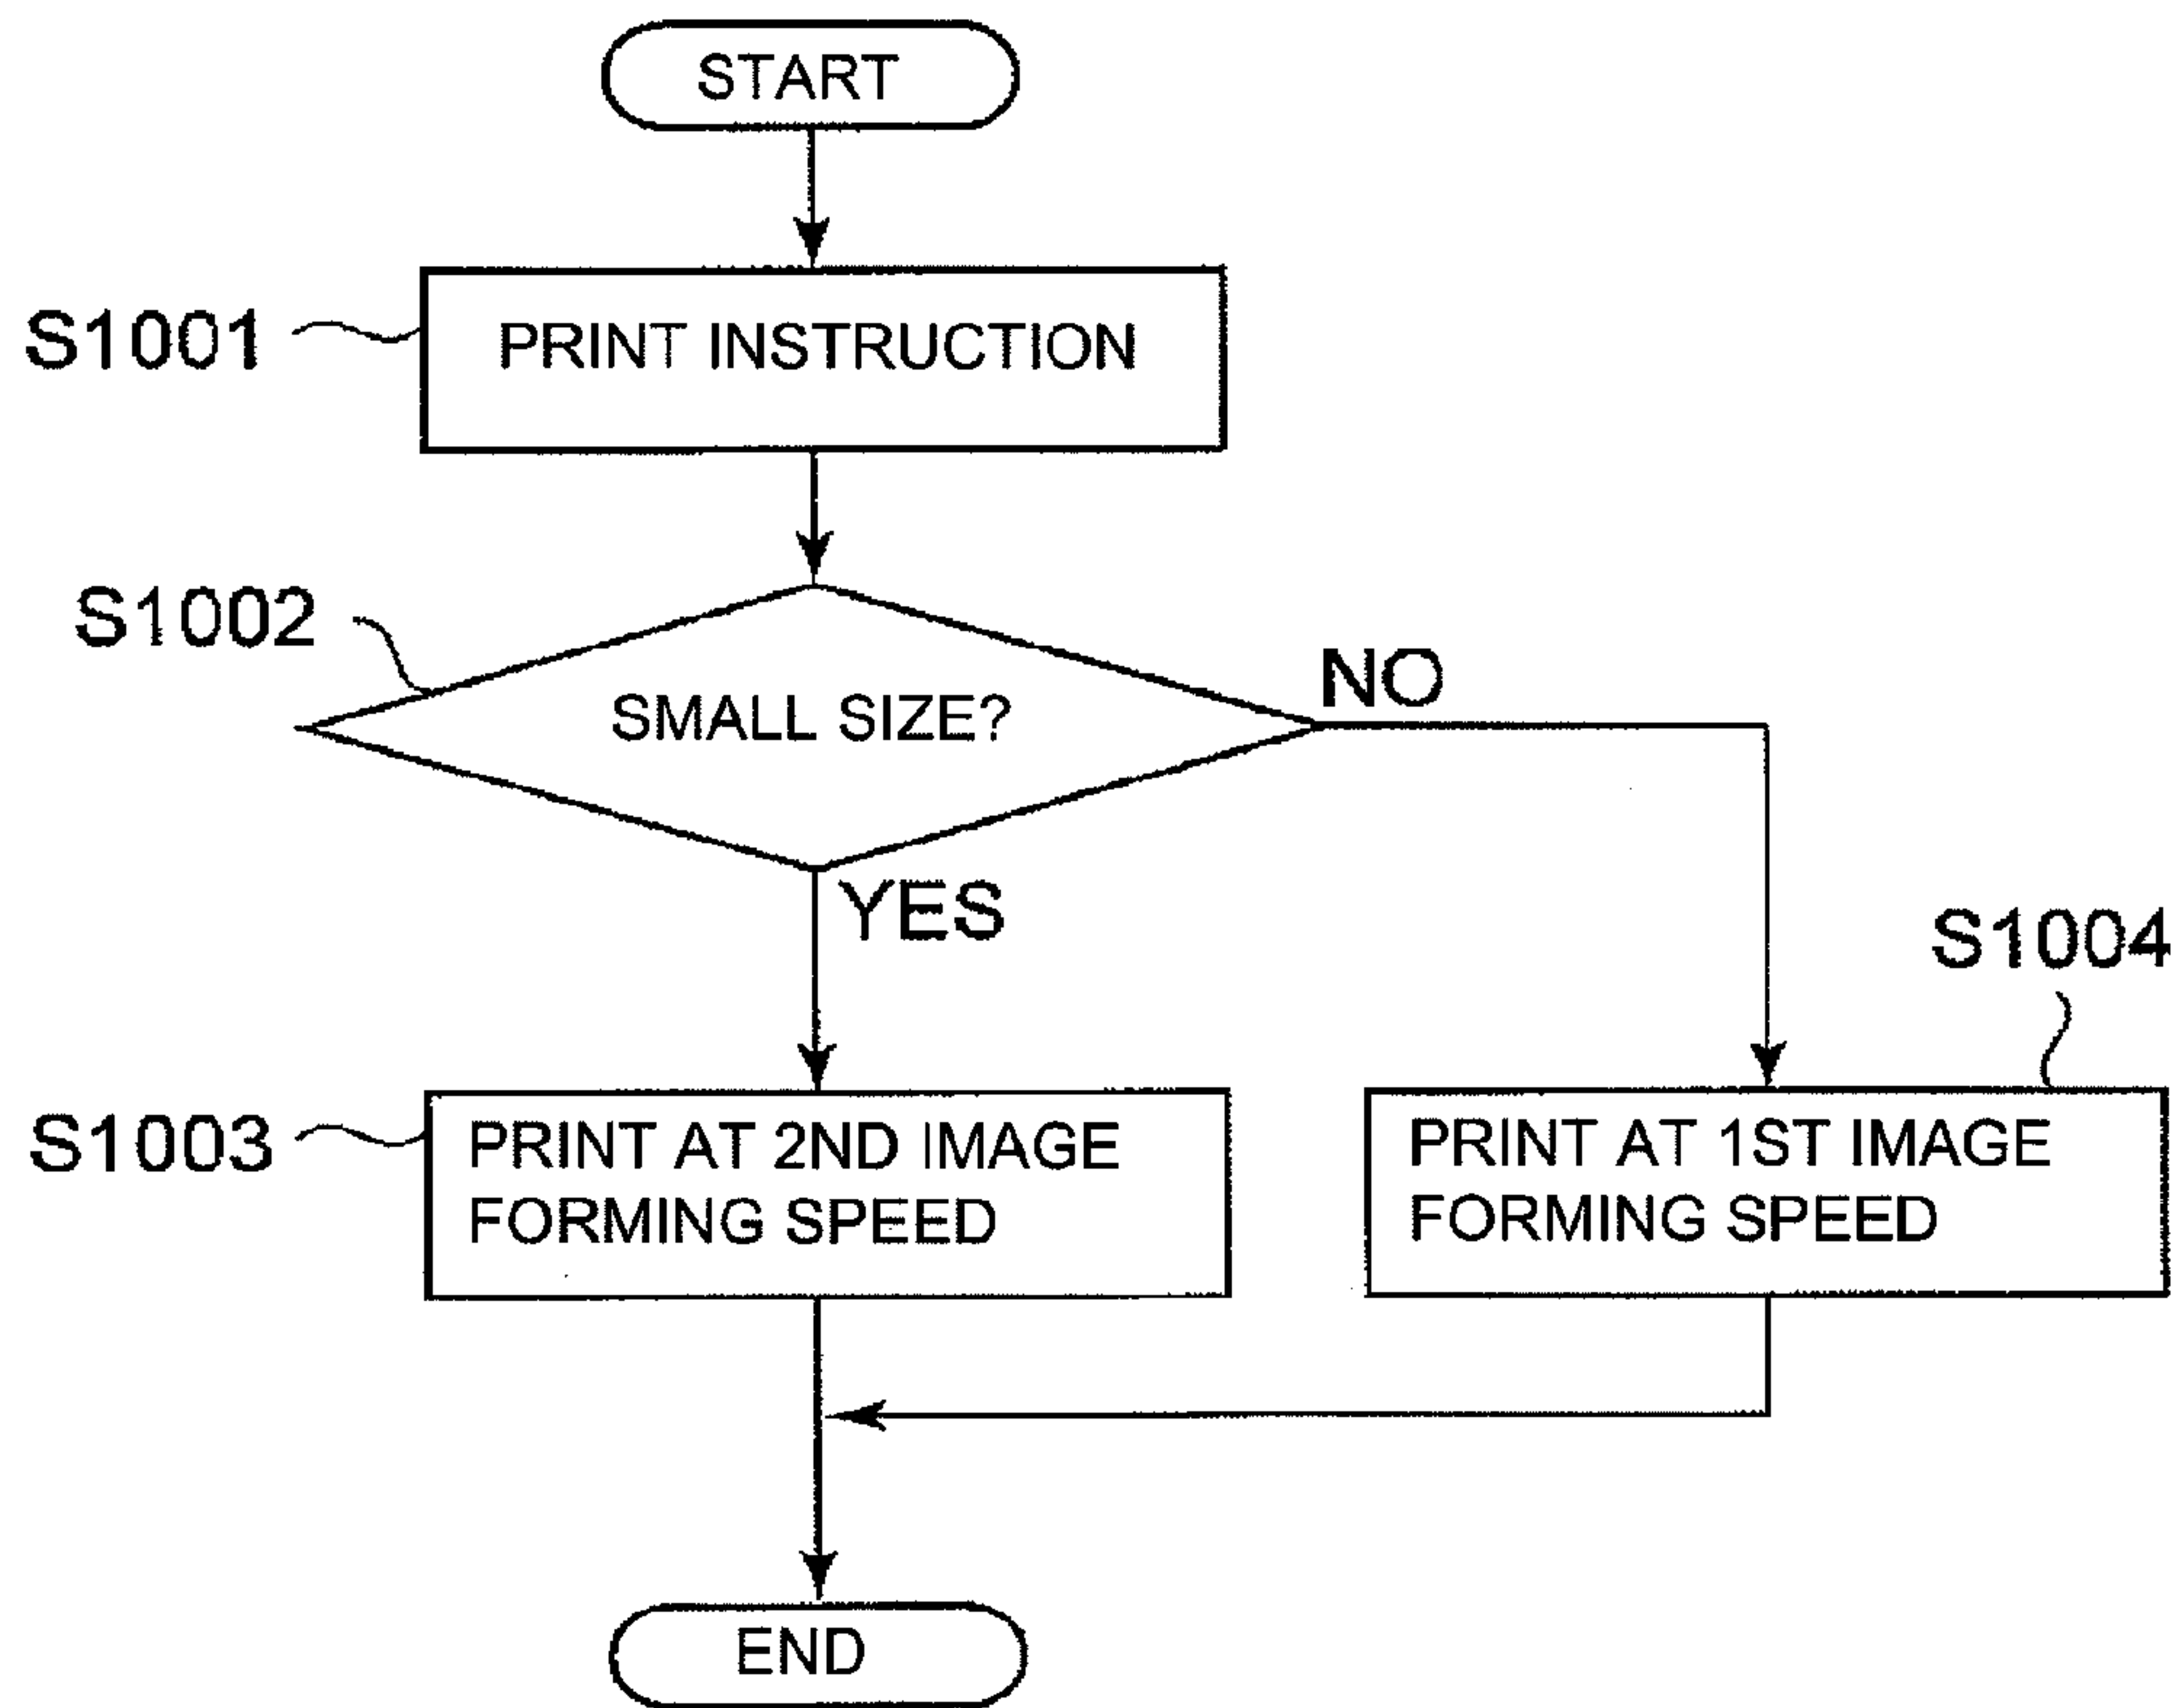 START
S1001
PRINT INSTRUCTION
S1002
SMALL SIZE?
NO
YES
S1004
S1003
PRINT AT 2ND IMAGE
FORMING SPEED
PRINT AT 1ST IMAGE
FORMING SPEED
END